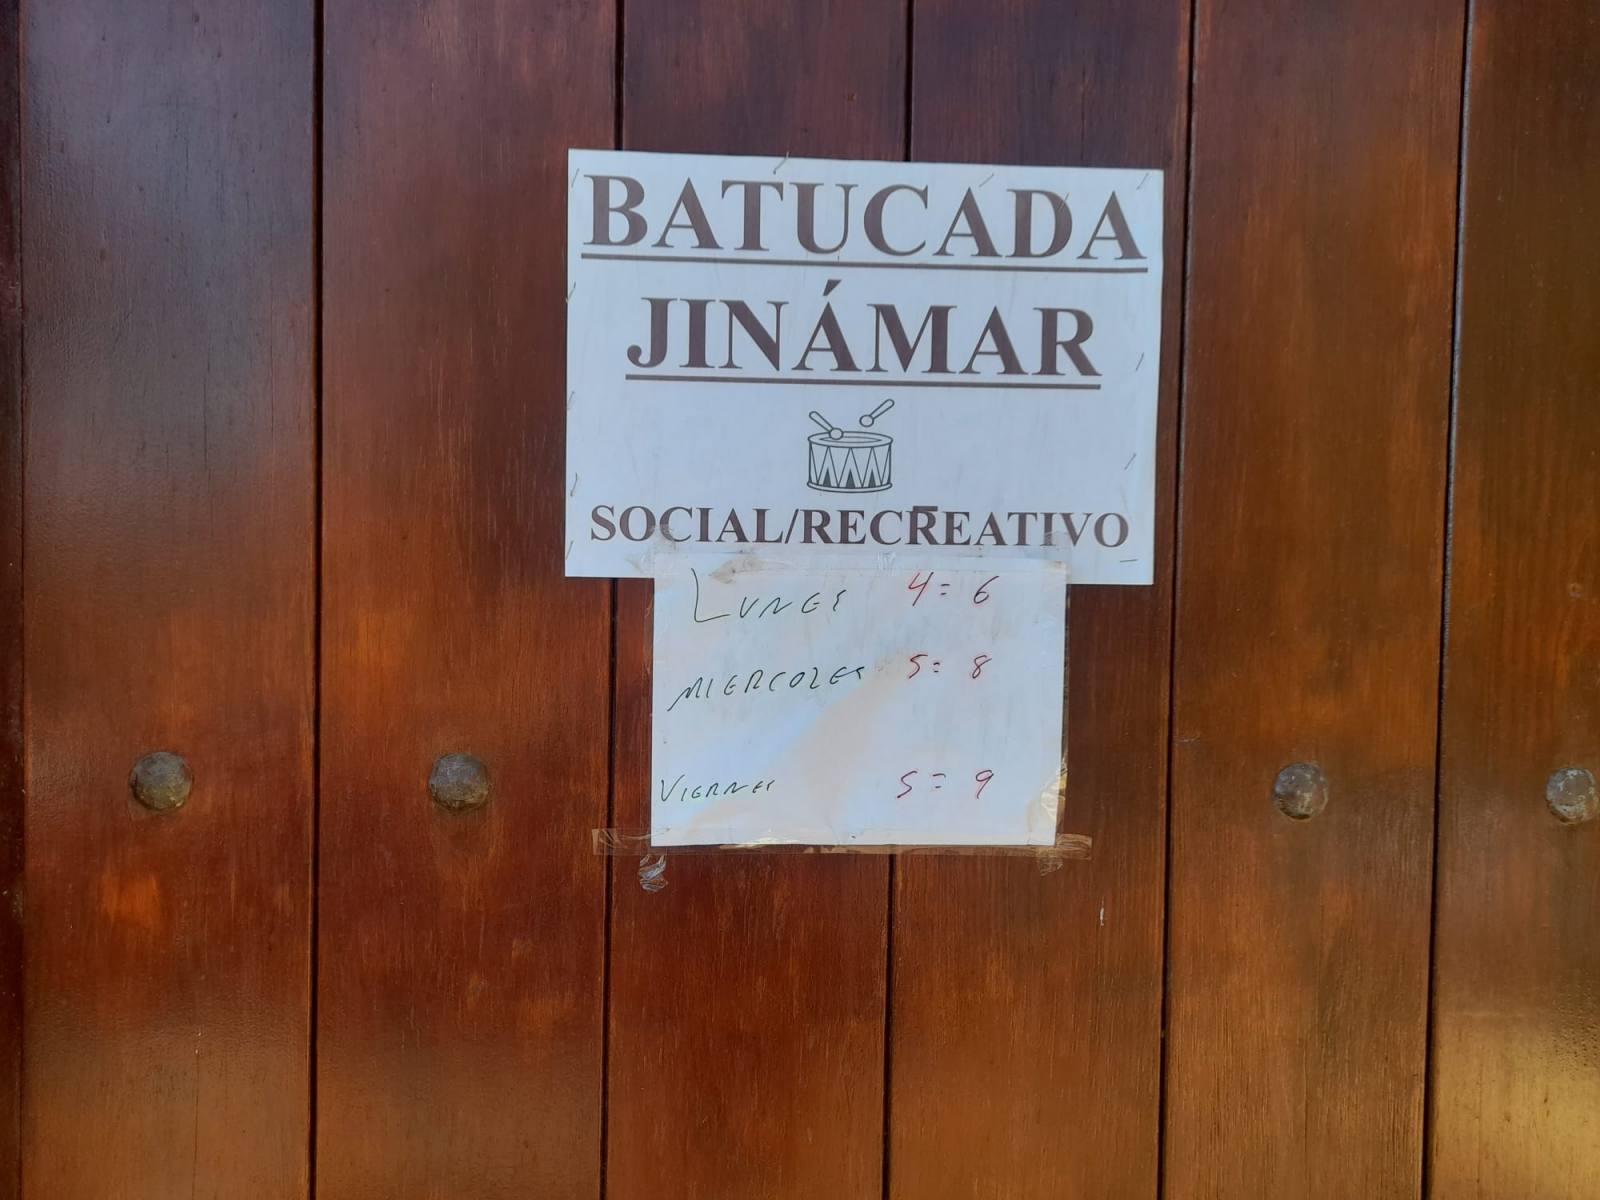 BATUCADA
JINÁMAR
SOCIAL/RECREATIVO
LUNES 4 = 6
MIERCOLES 5 = 8
VIERNES 5 = 9